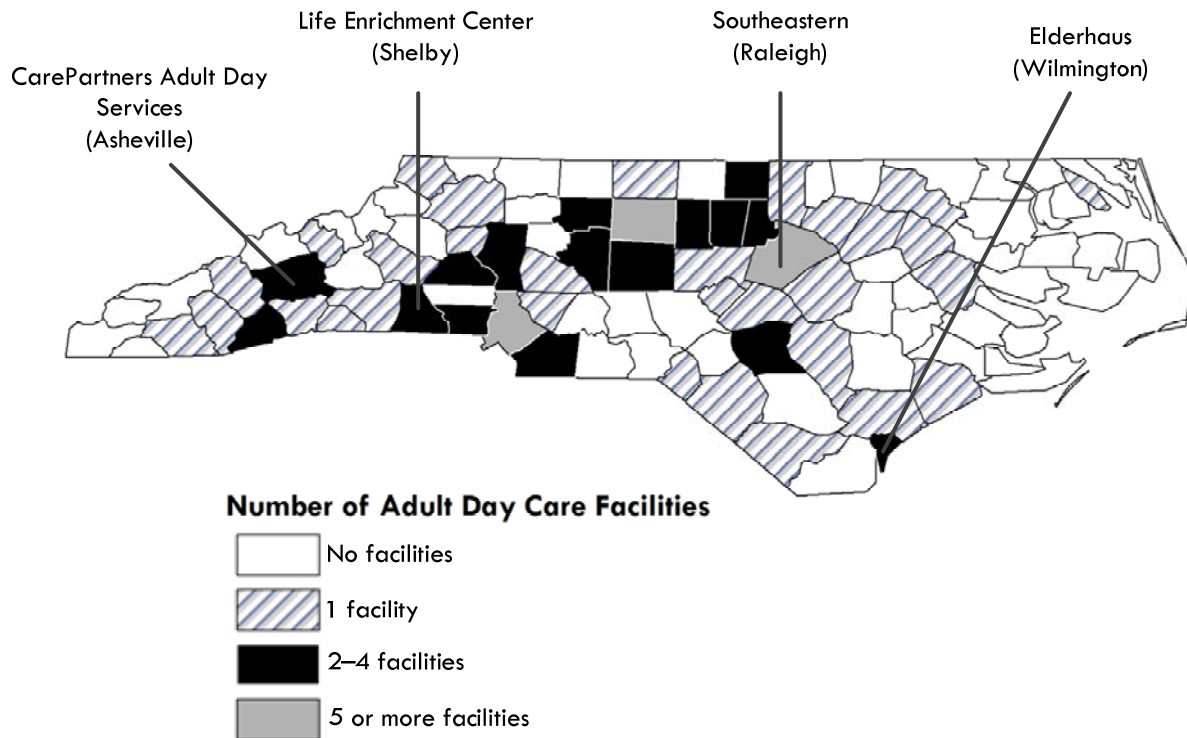 Life Enrichment Center
(Shelby)
Southeastern
(Raleigh)
Elderhaus
(Wilmington)
CarePartners Adult Day
Services
(Asheville)
Number of Adult Day Care Facilities
No facilities
1 facility
2–4 facilities
5 or more facilities